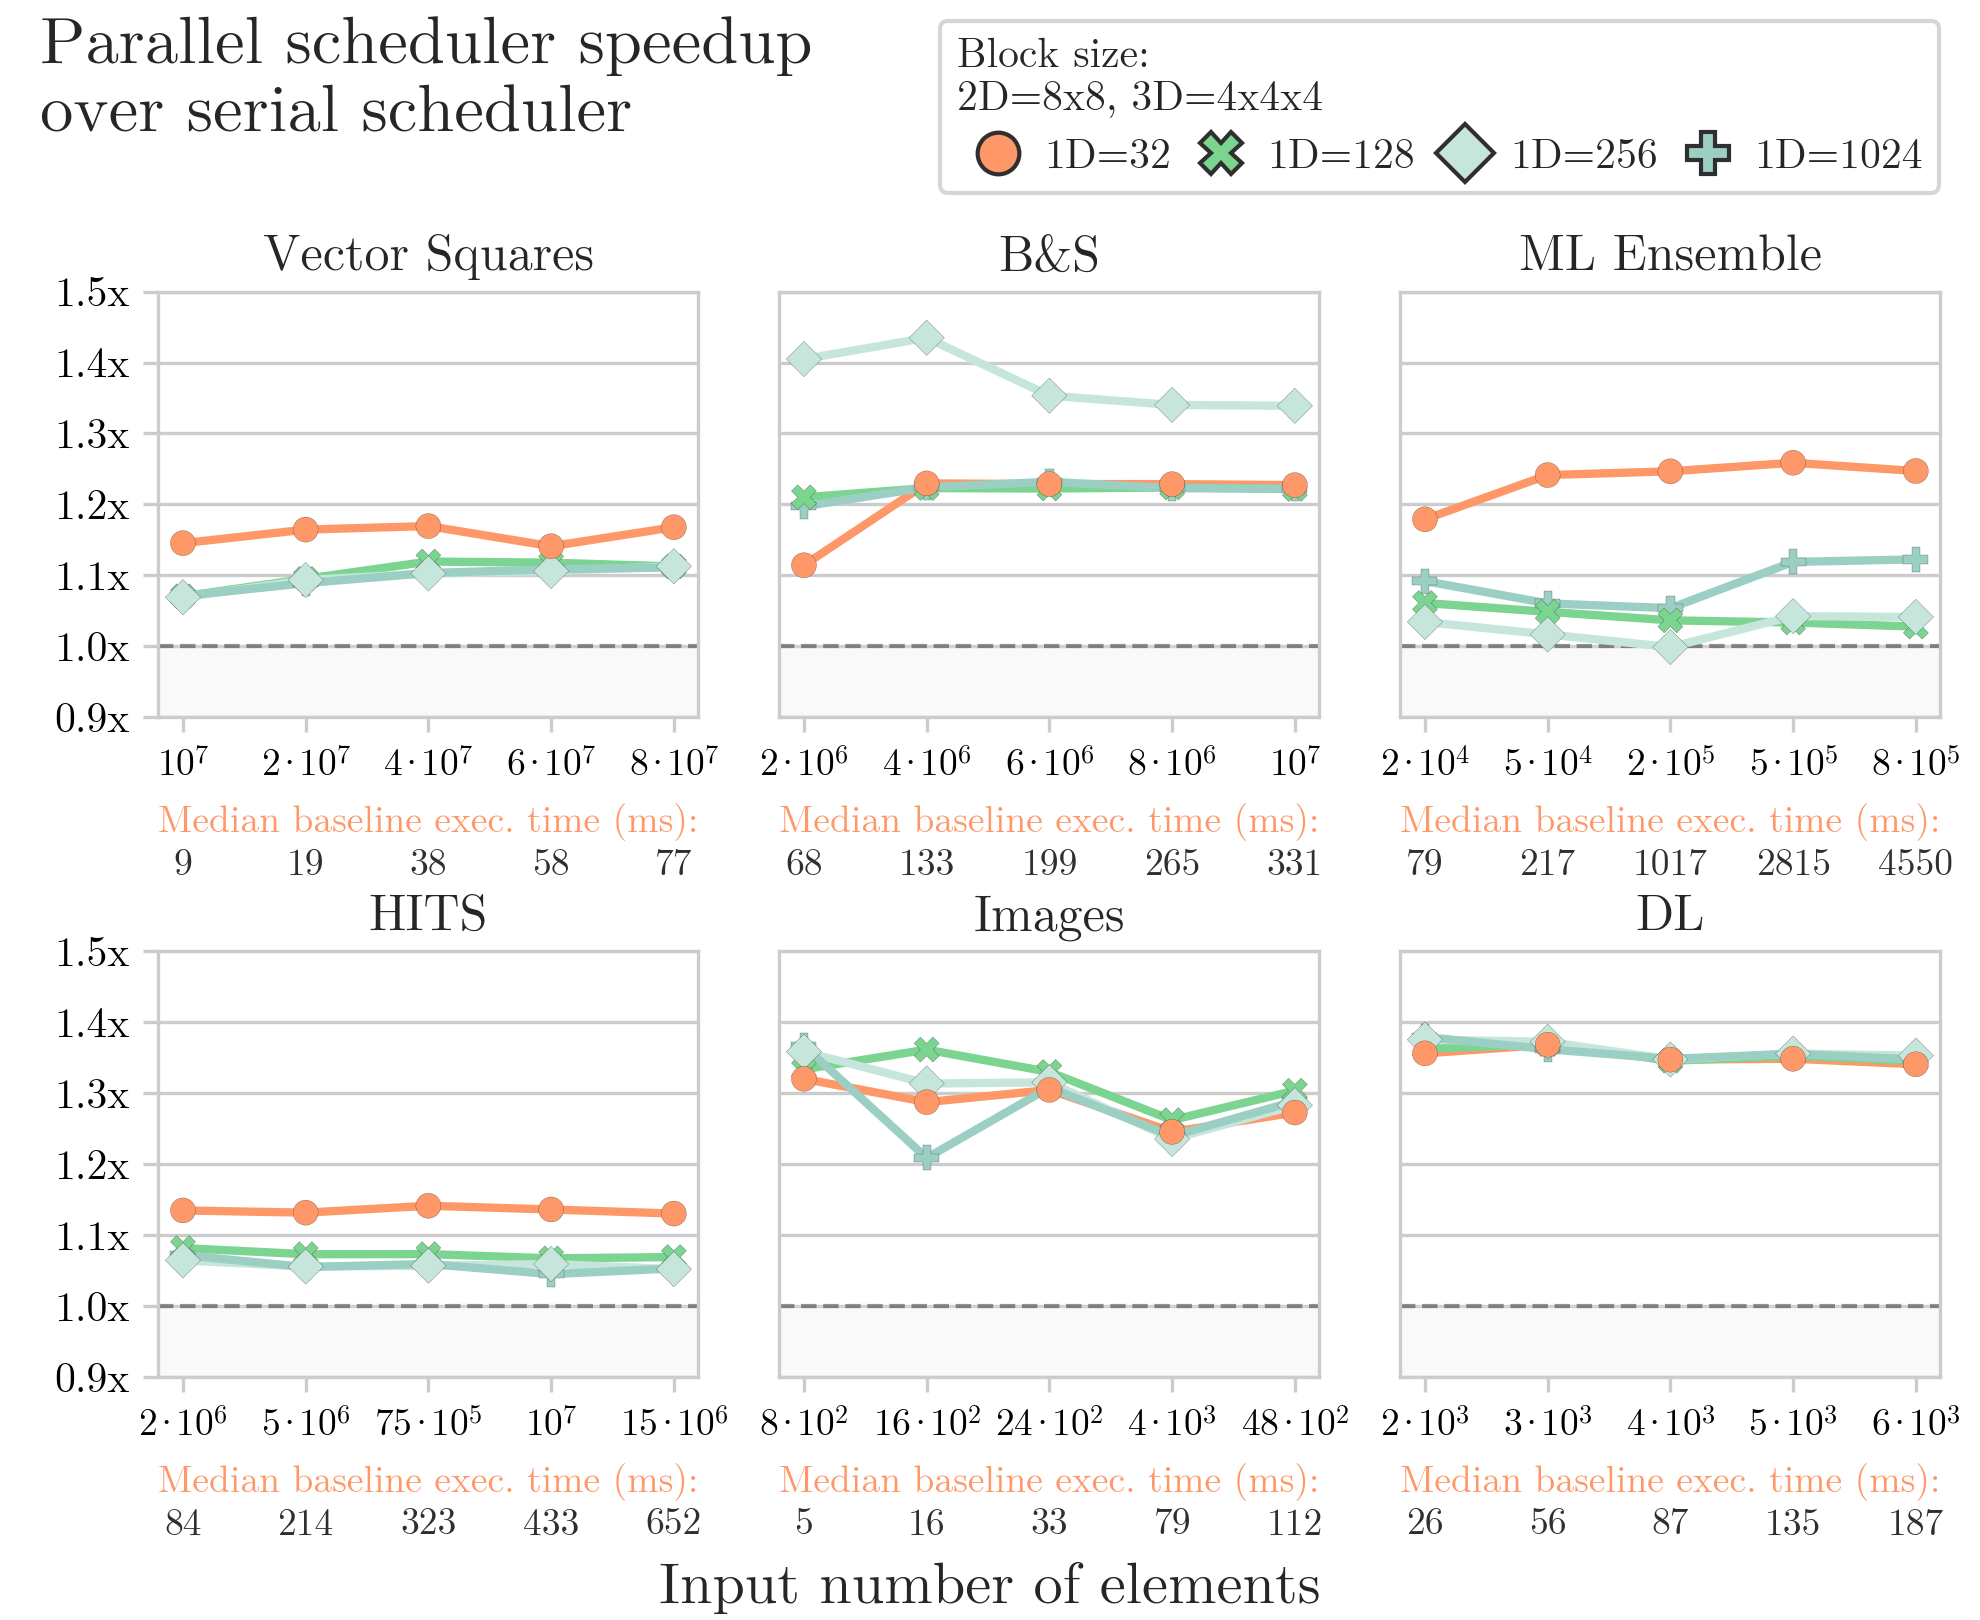 Parallel scheduler speedup
over serial scheduler
Block size:
2D=8x8, 3D=4x4x4
1D=32 1D=128 1D=256 1D=1024
Vector Squares B&S ML Ensemble
1.5x
1.4x
1.3x
1.2x
1.1x
1.0x
0.9x
10⁷ 2·10⁷ 4·10⁷ 6·10⁷ 8·10⁷ 2·10⁶ 4·10⁶ 6·10⁶ 8·10⁶ 10⁷ 2·10⁴ 5·10⁴ 2·10⁵ 5·10⁵ 8·10⁵
Median baseline exec. time (ms): Median baseline exec. time (ms): Median baseline exec. time (ms):
9 19 38 58 77 68 133 199 265 331 79 217 1017 2815 4550
HITS Images DL
1.5x
1.4x
1.3x
1.2x
1.1x
1.0x
0.9x
2·10⁶ 5·10⁶ 75·10⁵ 10⁷ 15·10⁶ 8·10² 16·10² 24·10² 4·10³ 48·10² 2·10³ 3·10³ 4·10³ 5·10³ 6·10³
Median baseline exec. time (ms): Median baseline exec. time (ms): Median baseline exec. time (ms):
84 214 323 433 652 5 16 33 79 112 26 56 87 135 187
Input number of elements